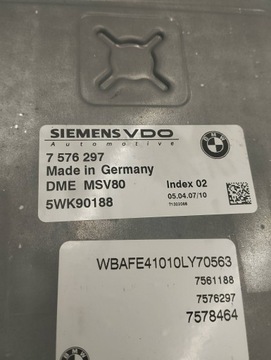 SIEMENS VDO
Automotive
7 576 297
Made in Germany
DME MSV80
Index 02
05.04.07/10
5WK90188
BMW
WBAFE41010LY70563
7561188
7576297
7578464